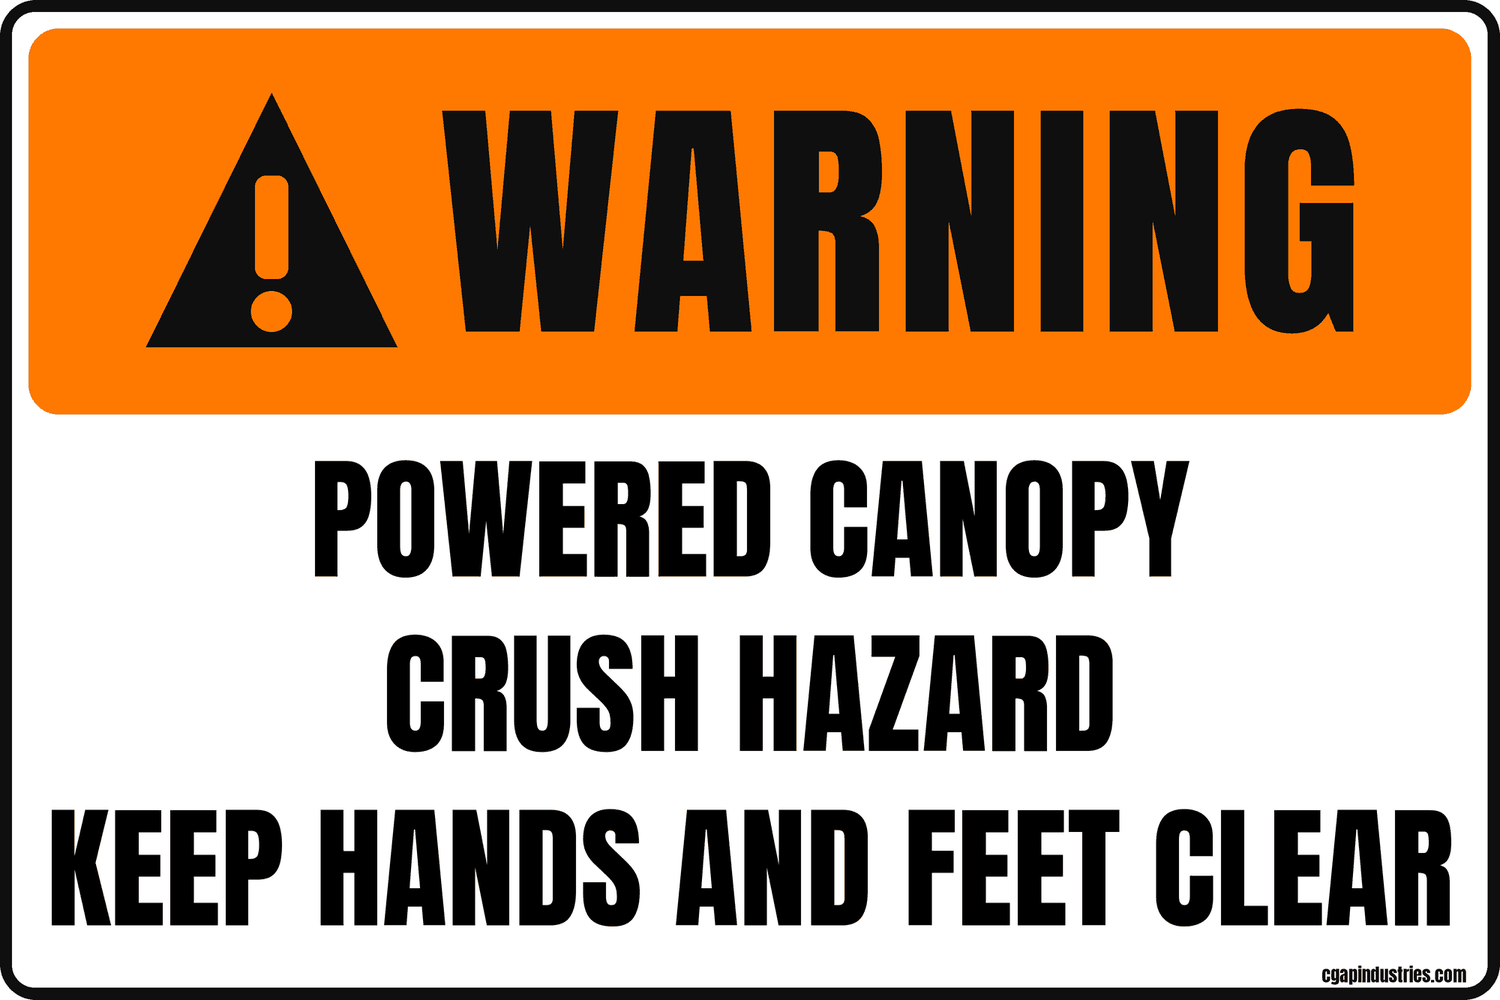 WARNING
POWERED CANOPY
CRUSH HAZARD
KEEP HANDS AND FEET CLEAR
cgapindustries.com